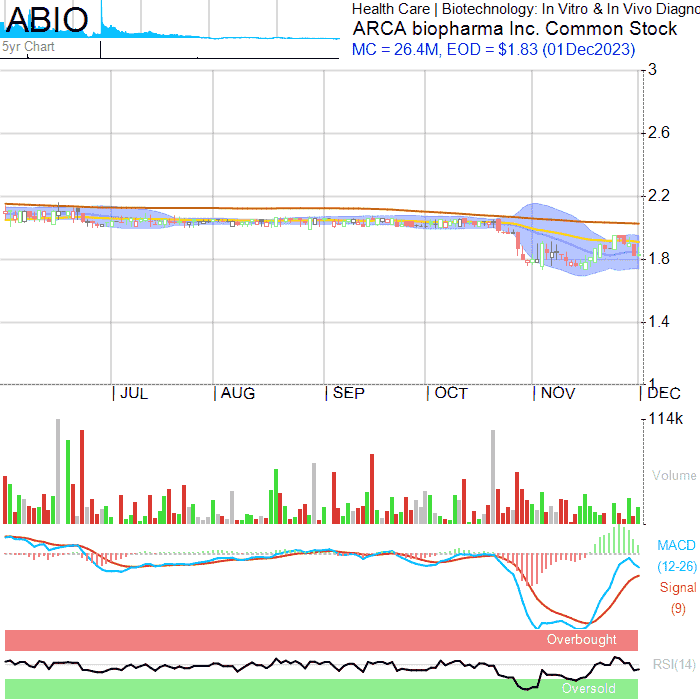 ABIO
Health Care | Biotechnology: In Vitro & In Vivo Diagno
ARCA biopharma Inc. Common Stock
MC = 26.4M, EOD = $1.83 (01Dec2023)
5yr Chart
3
2.6
2.2
1.8
1.4
1
JUL
AUG
SEP
OCT
NOV
DEC
114k
Volume
MACD
(12-26)
Signal
(9)
Overbought
RSI(14)
Oversold